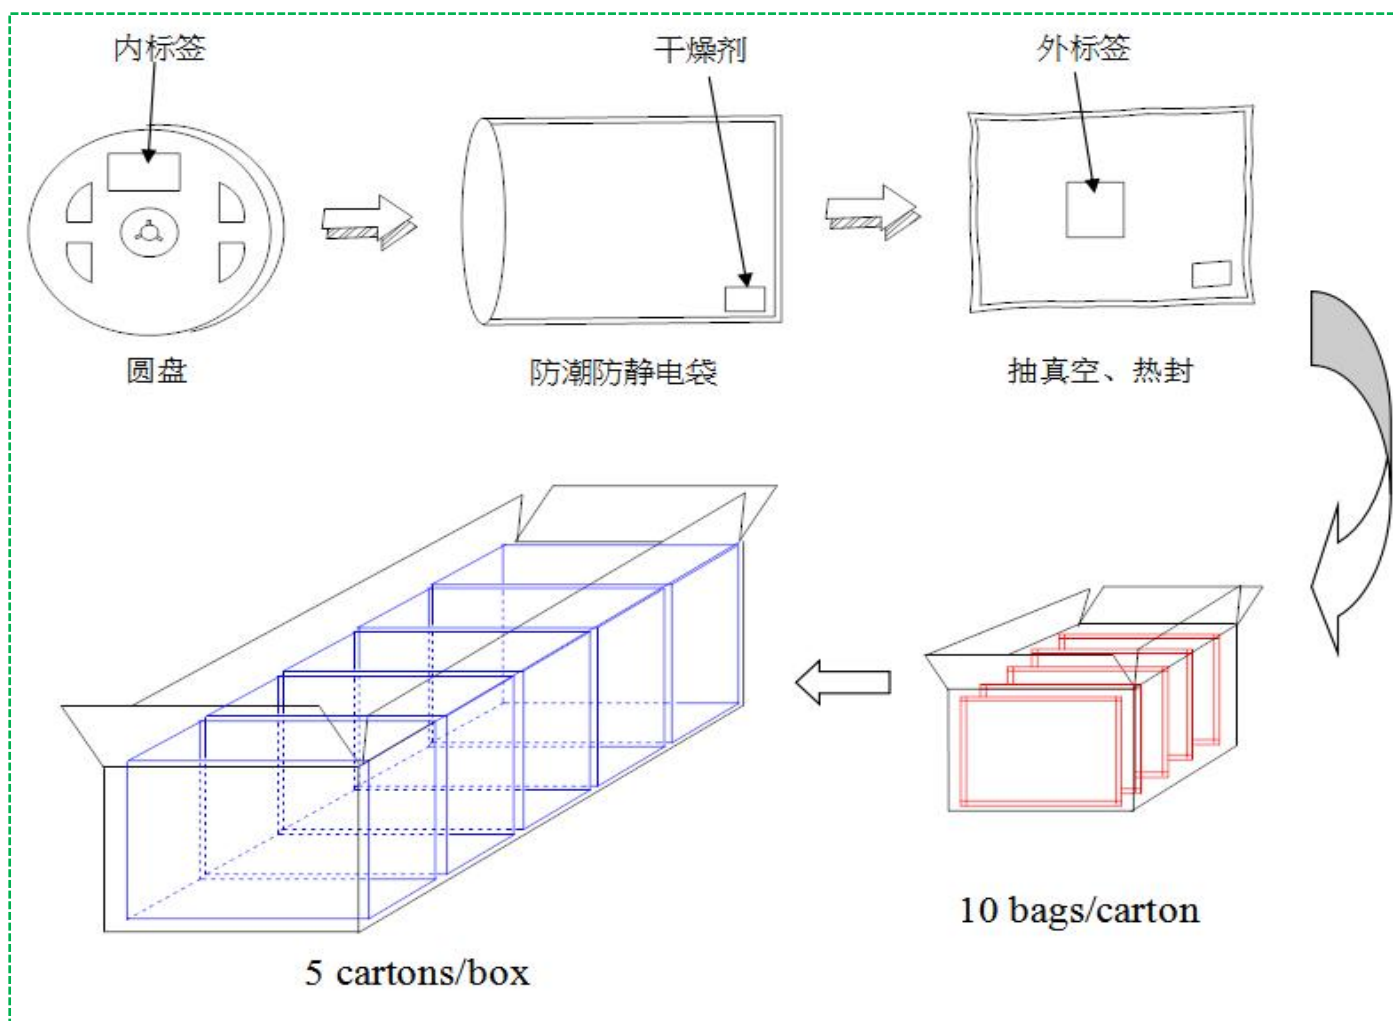 内标签
干燥剂
外标签
圆盘
防潮防静电袋
抽真空、热封
10 bags/carton
5 cartons/box